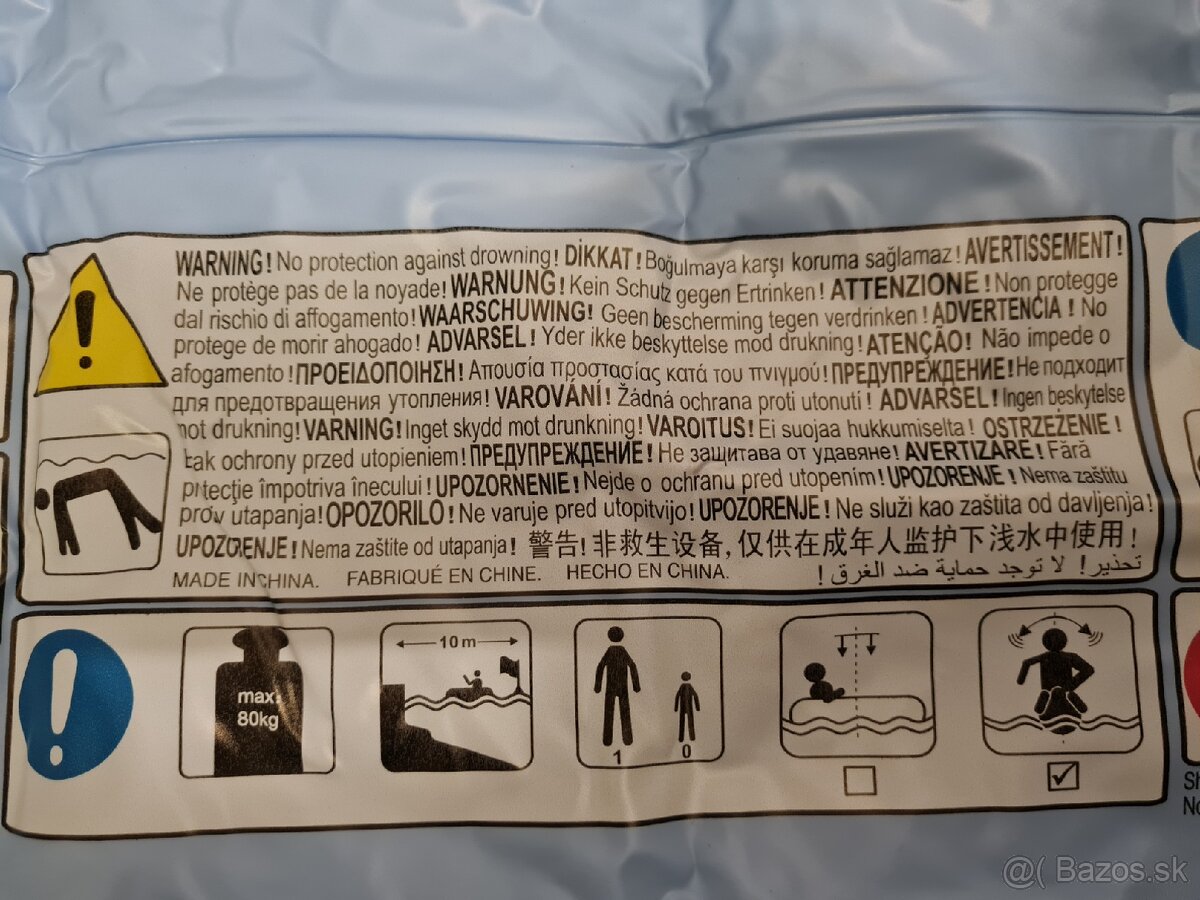 WARNING! No protection against drowning! DİKKAT! Boğulmaya karşı koruma sağlamaz! AVERTISSEMENT!
Ne protège pas de la noyade! WARNUNG! Kein Schutz gegen Ertrinken! ATTENZIONE! Non protegge
dal rischio di affogamento! WAARSCHUWING! Geen bescherming tegen verdrinken! ADVERTENCIA! No
protege de morir ahogado! ADVARSEL! Yder ikke beskyttelse mod drukning! ATENÇÃO! Não impede o
afogamento! ΠΡΟΕΙΔΟΠΟΙΗΣΗ! Απουσία προστασίας κατά του πνιγμού! ПРЕДУПРЕЖДЕНИЕ! Не подходит
для предотвращения утопления! VAROVÁNÍ! Žádná ochrana proti utonutí! ADVARSEL! Ingen beskytelse
mot drukning! VARNING! Inget skydd mot drunkning! VAROITUS! Ei suojaa hukkumiselta! OSTRZEŻENIE!
ɩak ochrony przed utopieniem! ПРЕДУПРЕЖДЕНИЕ! Не защитава от удавяне! AVERTIZARE! Fără
prtecţie împotriva înecului! UPOZORNENIE! Nejde o ochranu pred utopením! UPOZORENJE! Nema zaštitu
prov utapanja! OPOZORILO! Ne varuje pred utopitvijo! UPOZORENJE! Ne služi kao zaštita od davljenja!
UPOZORENJE! Nema zaštite od utapanja! 警告! 非救生设备, 仅供在成年人监护下浅水中使用!
MADE IN CHINA. FABRIQUÉ EN CHINE. HECHO EN CHINA. تحذير! لا توجد حماية ضد الغرق!
10 m
max.
80kg
1 0
Sh
No
@( Bazos.sk